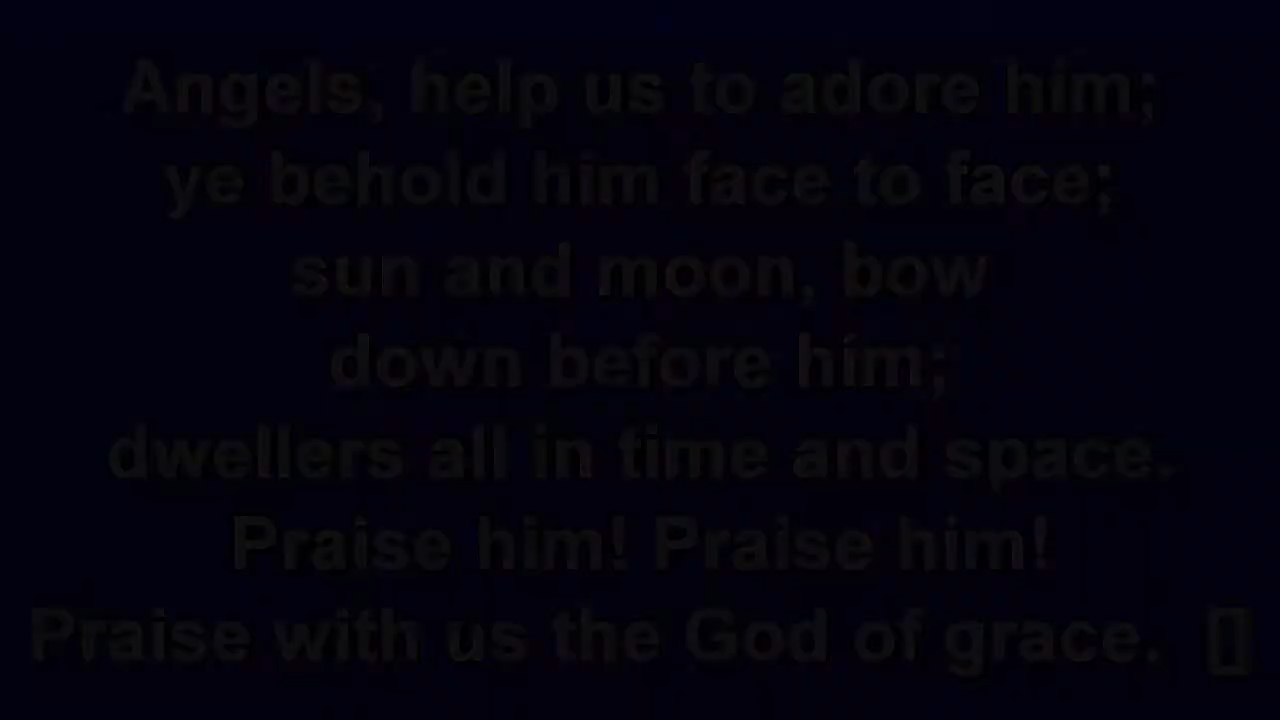 Angels, help us to adore him;
ye behold him face to face;
sun and moon, bow
down before him;
dwellers all in time and space.
Praise him! Praise him!
Praise with us the God of grace. []